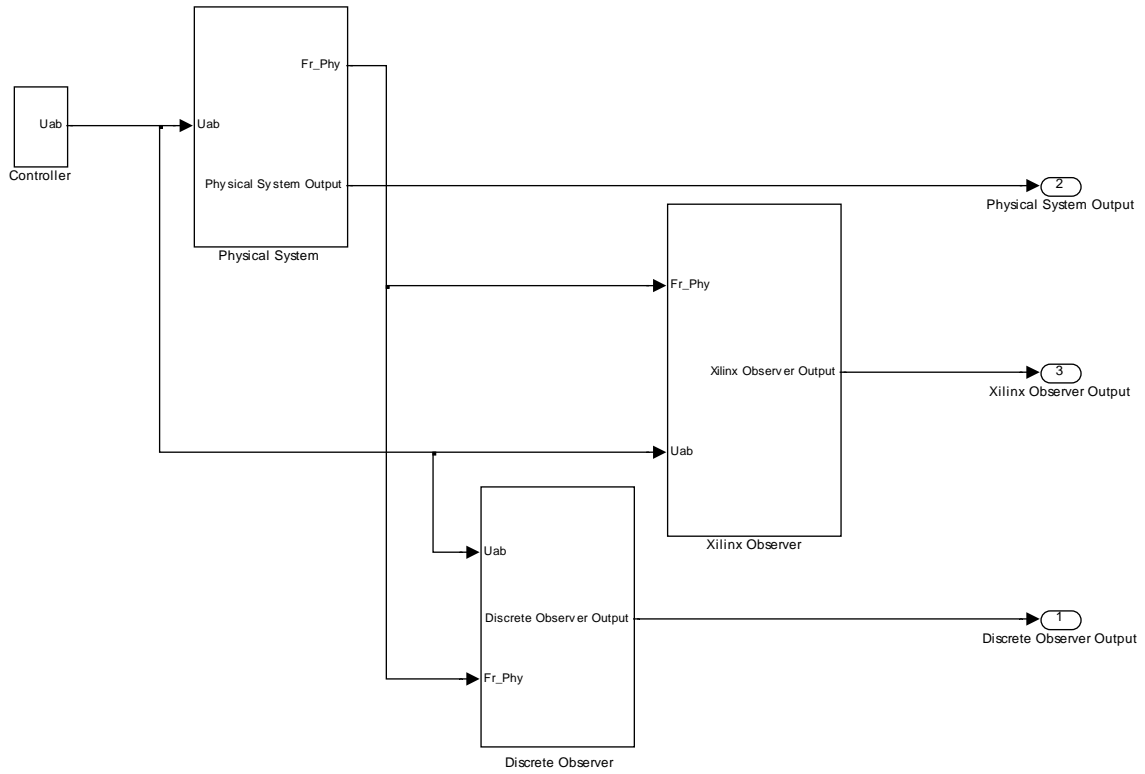 Fr_Phy
Uab
Uab
Controller
Physical System Output
2
Physical System Output
Physical System
Fr_Phy
Xilinx Observer Output
3
Xilinx Observer Output
Uab
Xilinx Observer
Uab
Discrete Observer Output
1
Discrete Observer Output
Fr_Phy
Discrete Observer